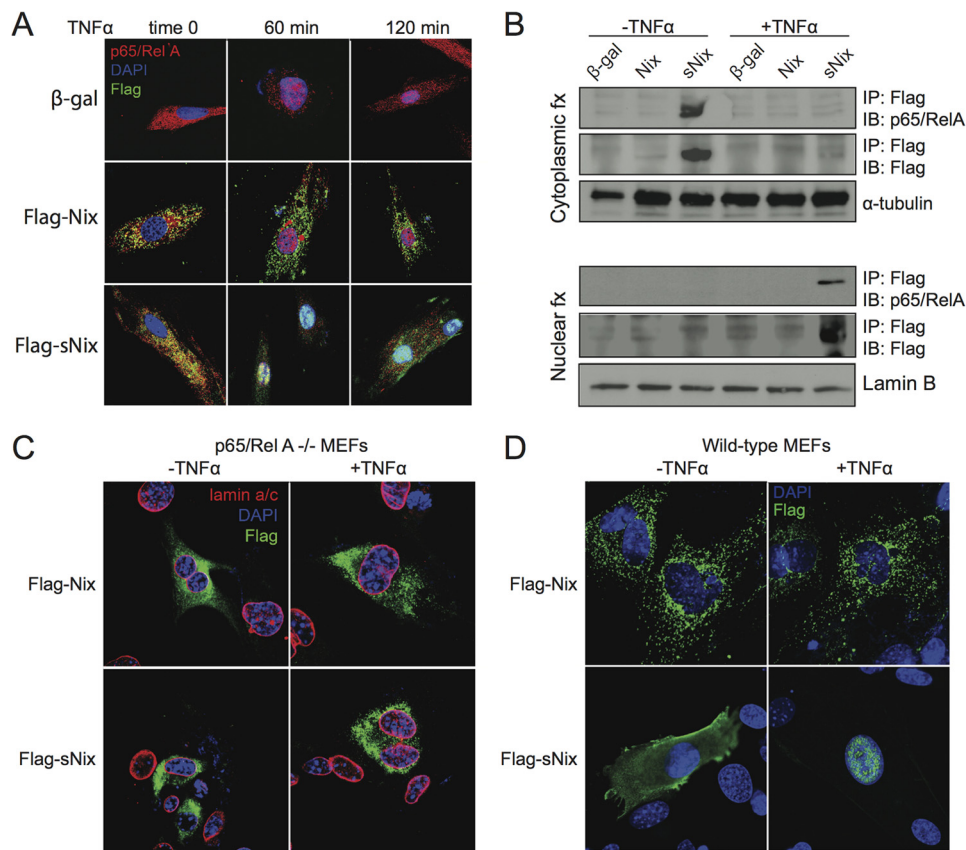 A
TNFα time 0 60 min 120 min
p65/Rel A
DAPI
Flag
β-gal
Flag-Nix
Flag-sNix
B
-TNFα +TNFα
β-gal Nix sNix β-gal Nix sNix
Cytoplasmic fx
IP: Flag
IB: p65/RelA
IP: Flag
IB: Flag
α-tubulin
Nuclear fx
IP: Flag
IB: p65/RelA
IP: Flag
IB: Flag
Lamin B
C
p65/Rel A -/- MEFs
-TNFα +TNFα
lamin a/c
DAPI
Flag
Flag-Nix
Flag-sNix
D
Wild-type MEFs
-TNFα +TNFα
DAPI
Flag
Flag-Nix
Flag-sNix